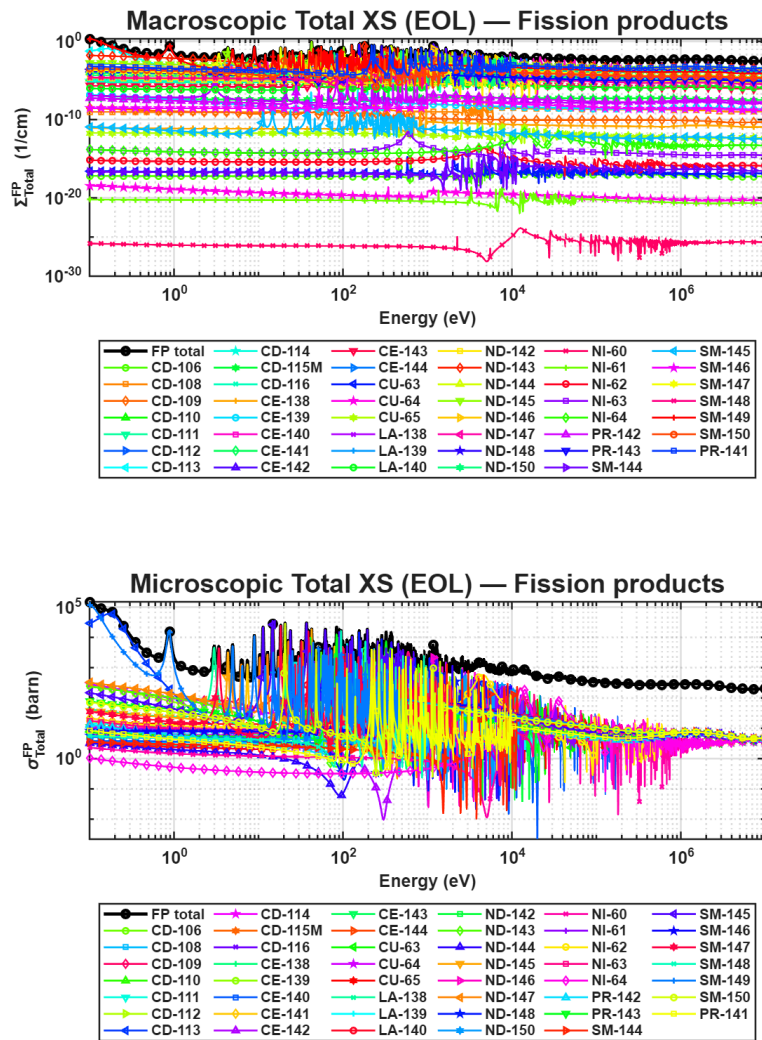 Macroscopic Total XS (EOL) — Fission products
10^0
10^-10
10^-20
10^-30
Σ^FP_Total (1/cm)
10^0 10^2 10^4 10^6
Energy (eV)
FP total CD-114 CE-143 ND-142 NI-60 SM-145
CD-106 CD-115M CE-144 ND-143 NI-61 SM-146
CD-108 CD-116 CU-63 ND-144 NI-62 SM-147
CD-109 CE-138 CU-64 ND-145 NI-63 SM-148
CD-110 CE-139 CU-65 ND-146 NI-64 SM-149
CD-111 CE-140 LA-138 ND-147 PR-142 SM-150
CD-112 CE-141 LA-139 ND-148 PR-143 PR-141
CD-113 CE-142 LA-140 ND-150 SM-144
Microscopic Total XS (EOL) — Fission products
10^5
10^0
σ^FP_Total (barn)
10^0 10^2 10^4 10^6
Energy (eV)
FP total CD-114 CE-143 ND-142 NI-60 SM-145
CD-106 CD-115M CE-144 ND-143 NI-61 SM-146
CD-108 CD-116 CU-63 ND-144 NI-62 SM-147
CD-109 CE-138 CU-64 ND-145 NI-63 SM-148
CD-110 CE-139 CU-65 ND-146 NI-64 SM-149
CD-111 CE-140 LA-138 ND-147 PR-142 SM-150
CD-112 CE-141 LA-139 ND-148 PR-143 PR-141
CD-113 CE-142 LA-140 ND-150 SM-144